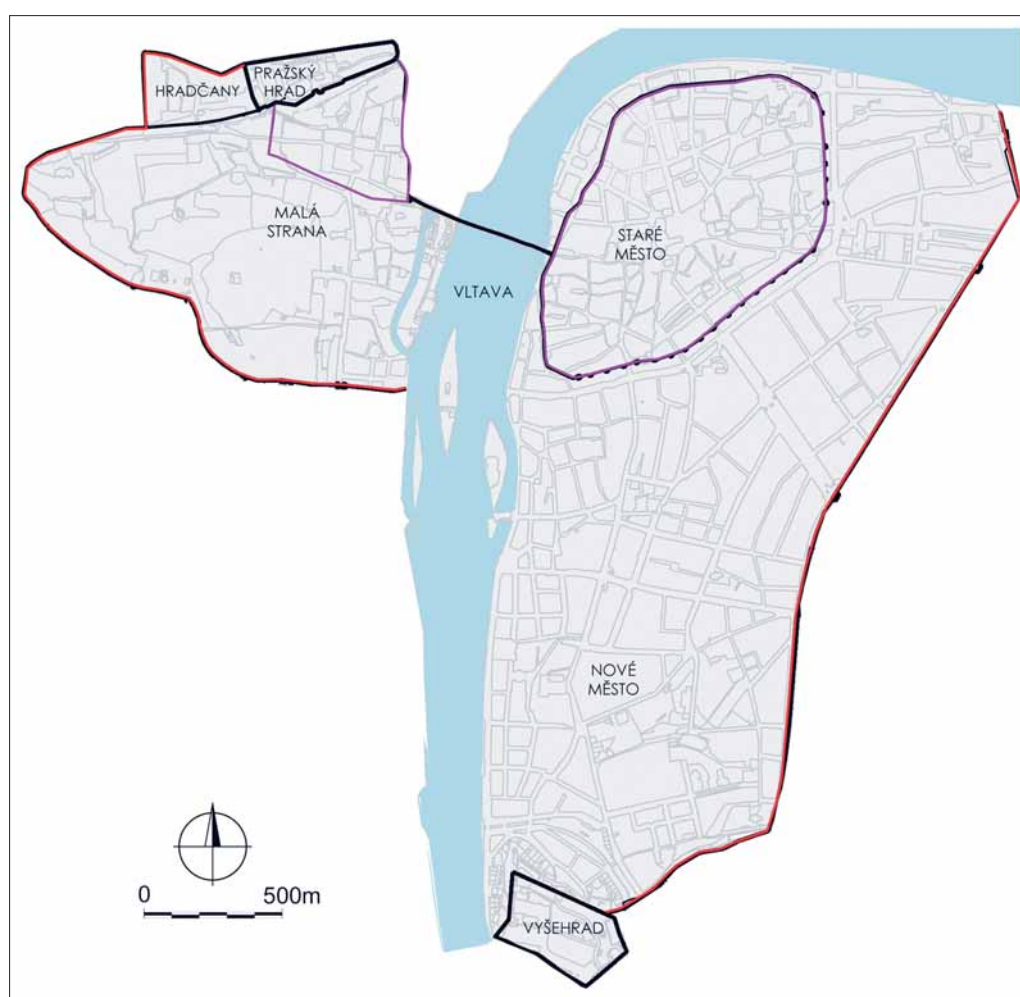 HRADČANY
PRAŽSKÝ
HRAD
MALÁ
STRANA
STARÉ
MĚSTO
VLTAVA
NOVÉ
MĚSTO
0 500m
VYŠEHRAD